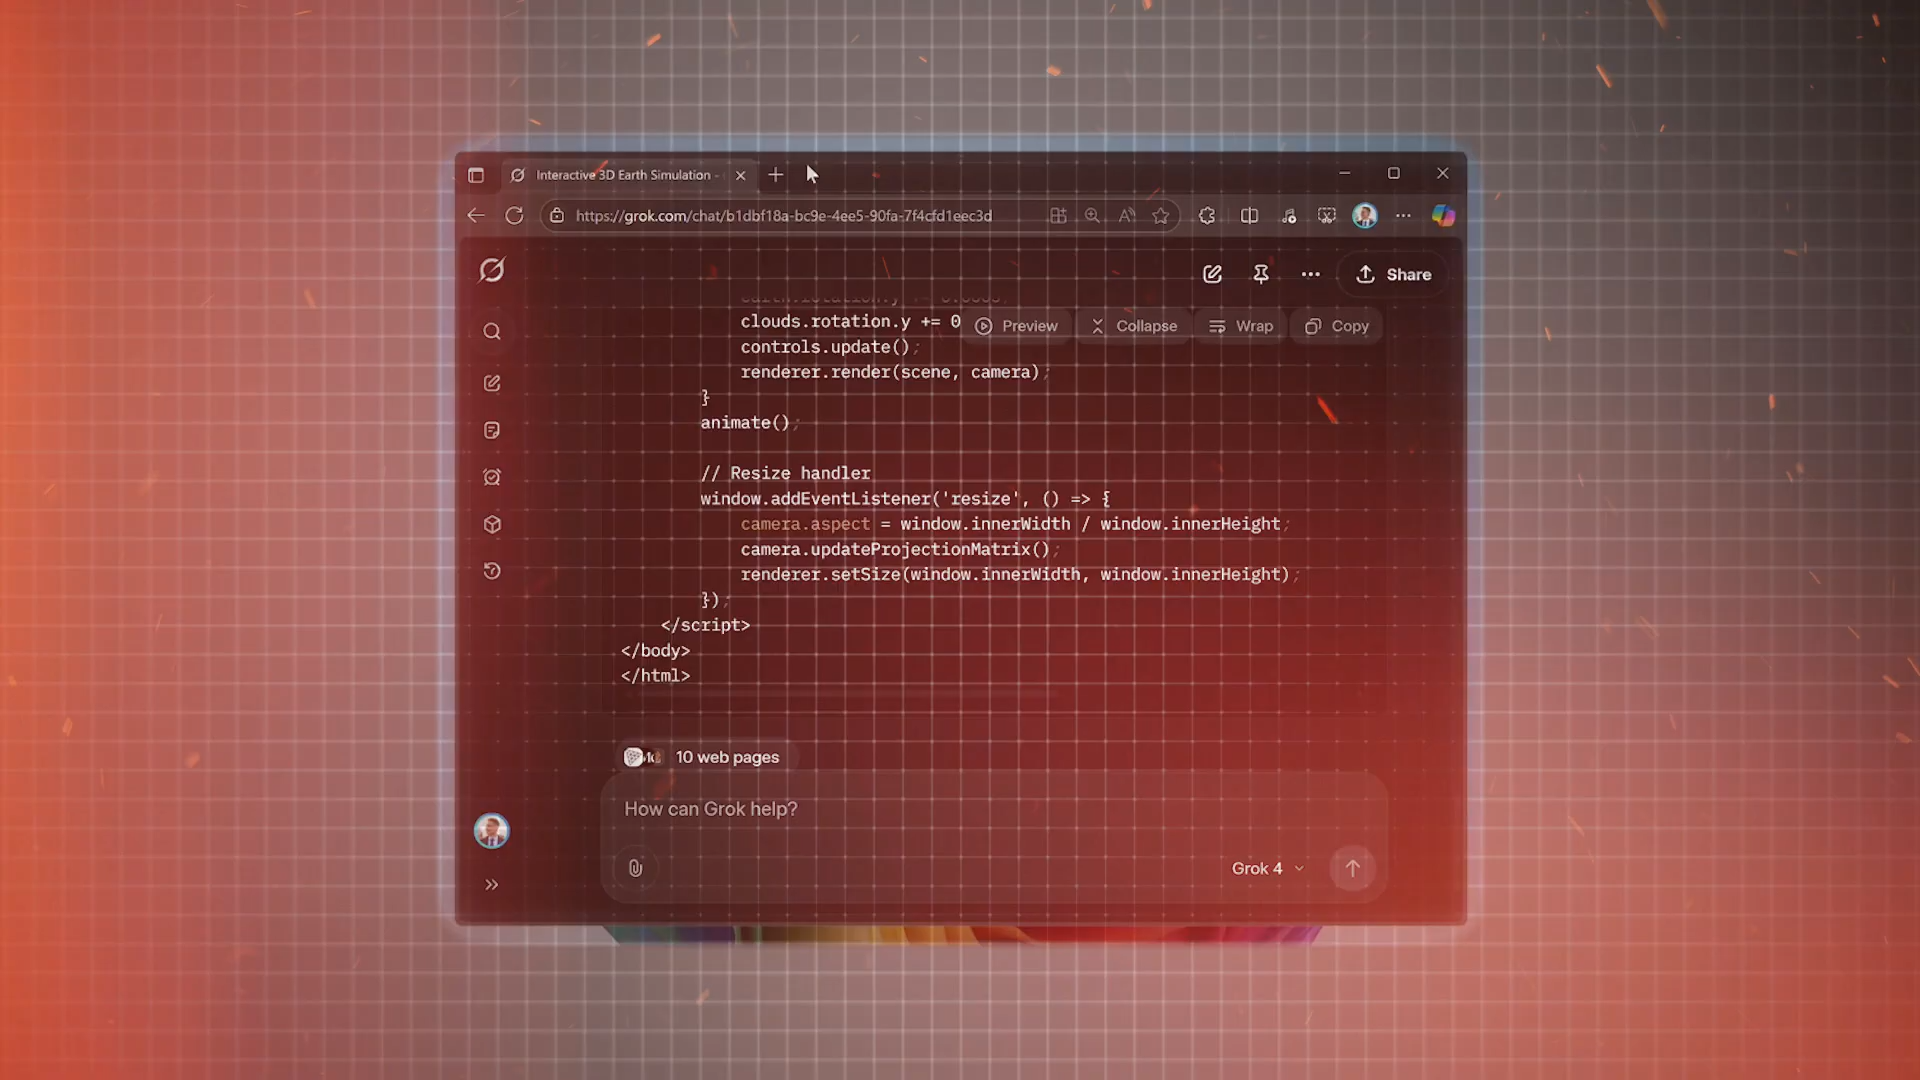 Interactive 3D Earth Simulation -
https://grok.com/chat/b1dbf18a-bc9e-4ee5-90fa-7f4cfd1eec3d
Share
clouds.rotation.y += 0
Preview
Collapse
Wrap
Copy
controls.update();
renderer.render(scene, camera);
}
animate();
// Resize handler
window.addEventListener('resize', () => {
camera.aspect = window.innerWidth / window.innerHeight;
camera.updateProjectionMatrix();
renderer.setSize(window.innerWidth, window.innerHeight);
});
</script>
</body>
</html>
10 web pages
How can Grok help?
Grok 4